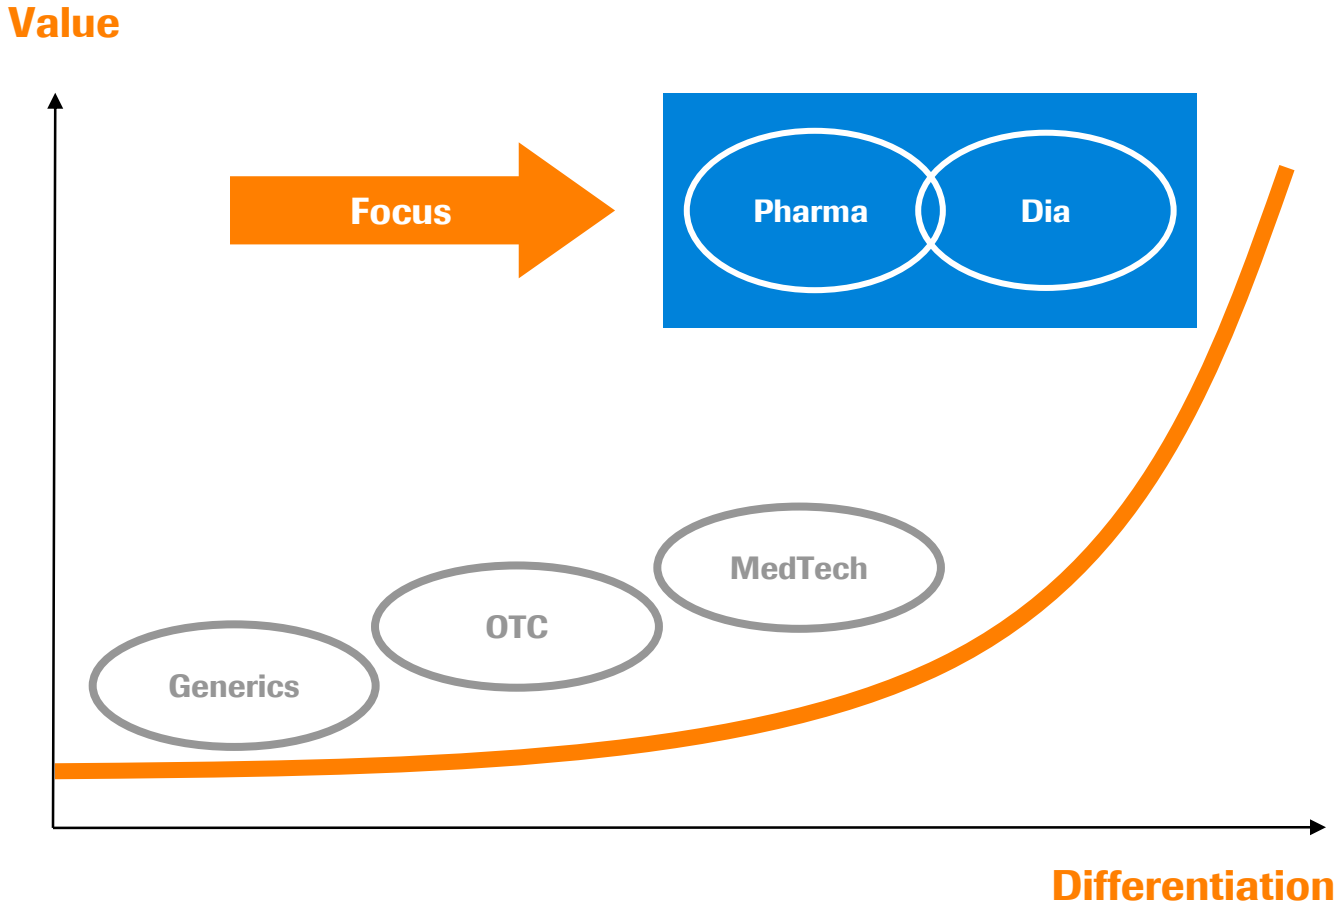 Value
Focus
Pharma
Dia
MedTech
OTC
Generics
Differentiation